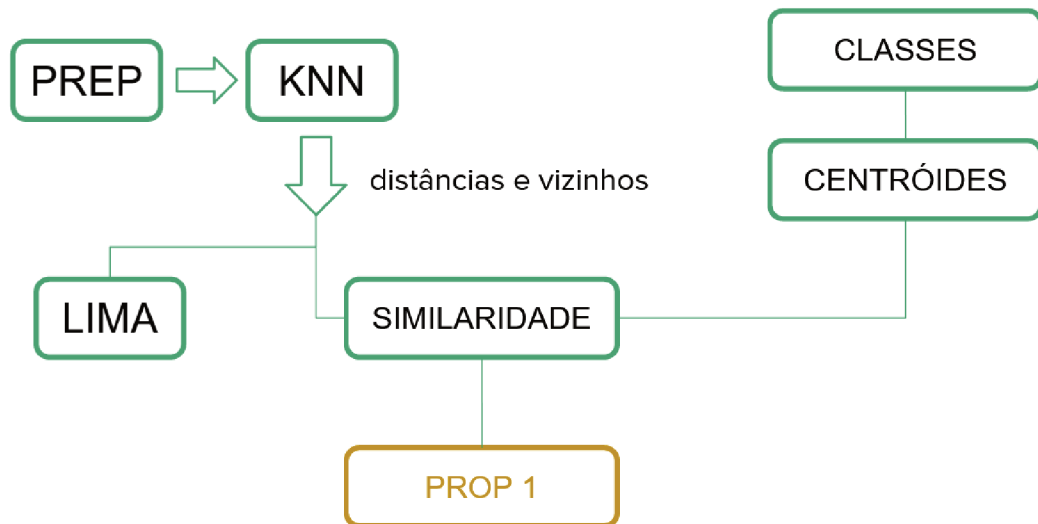 PREP
KNN
CLASSES
distâncias e vizinhos
CENTRÓIDES
LIMA
SIMILARIDADE
PROP 1